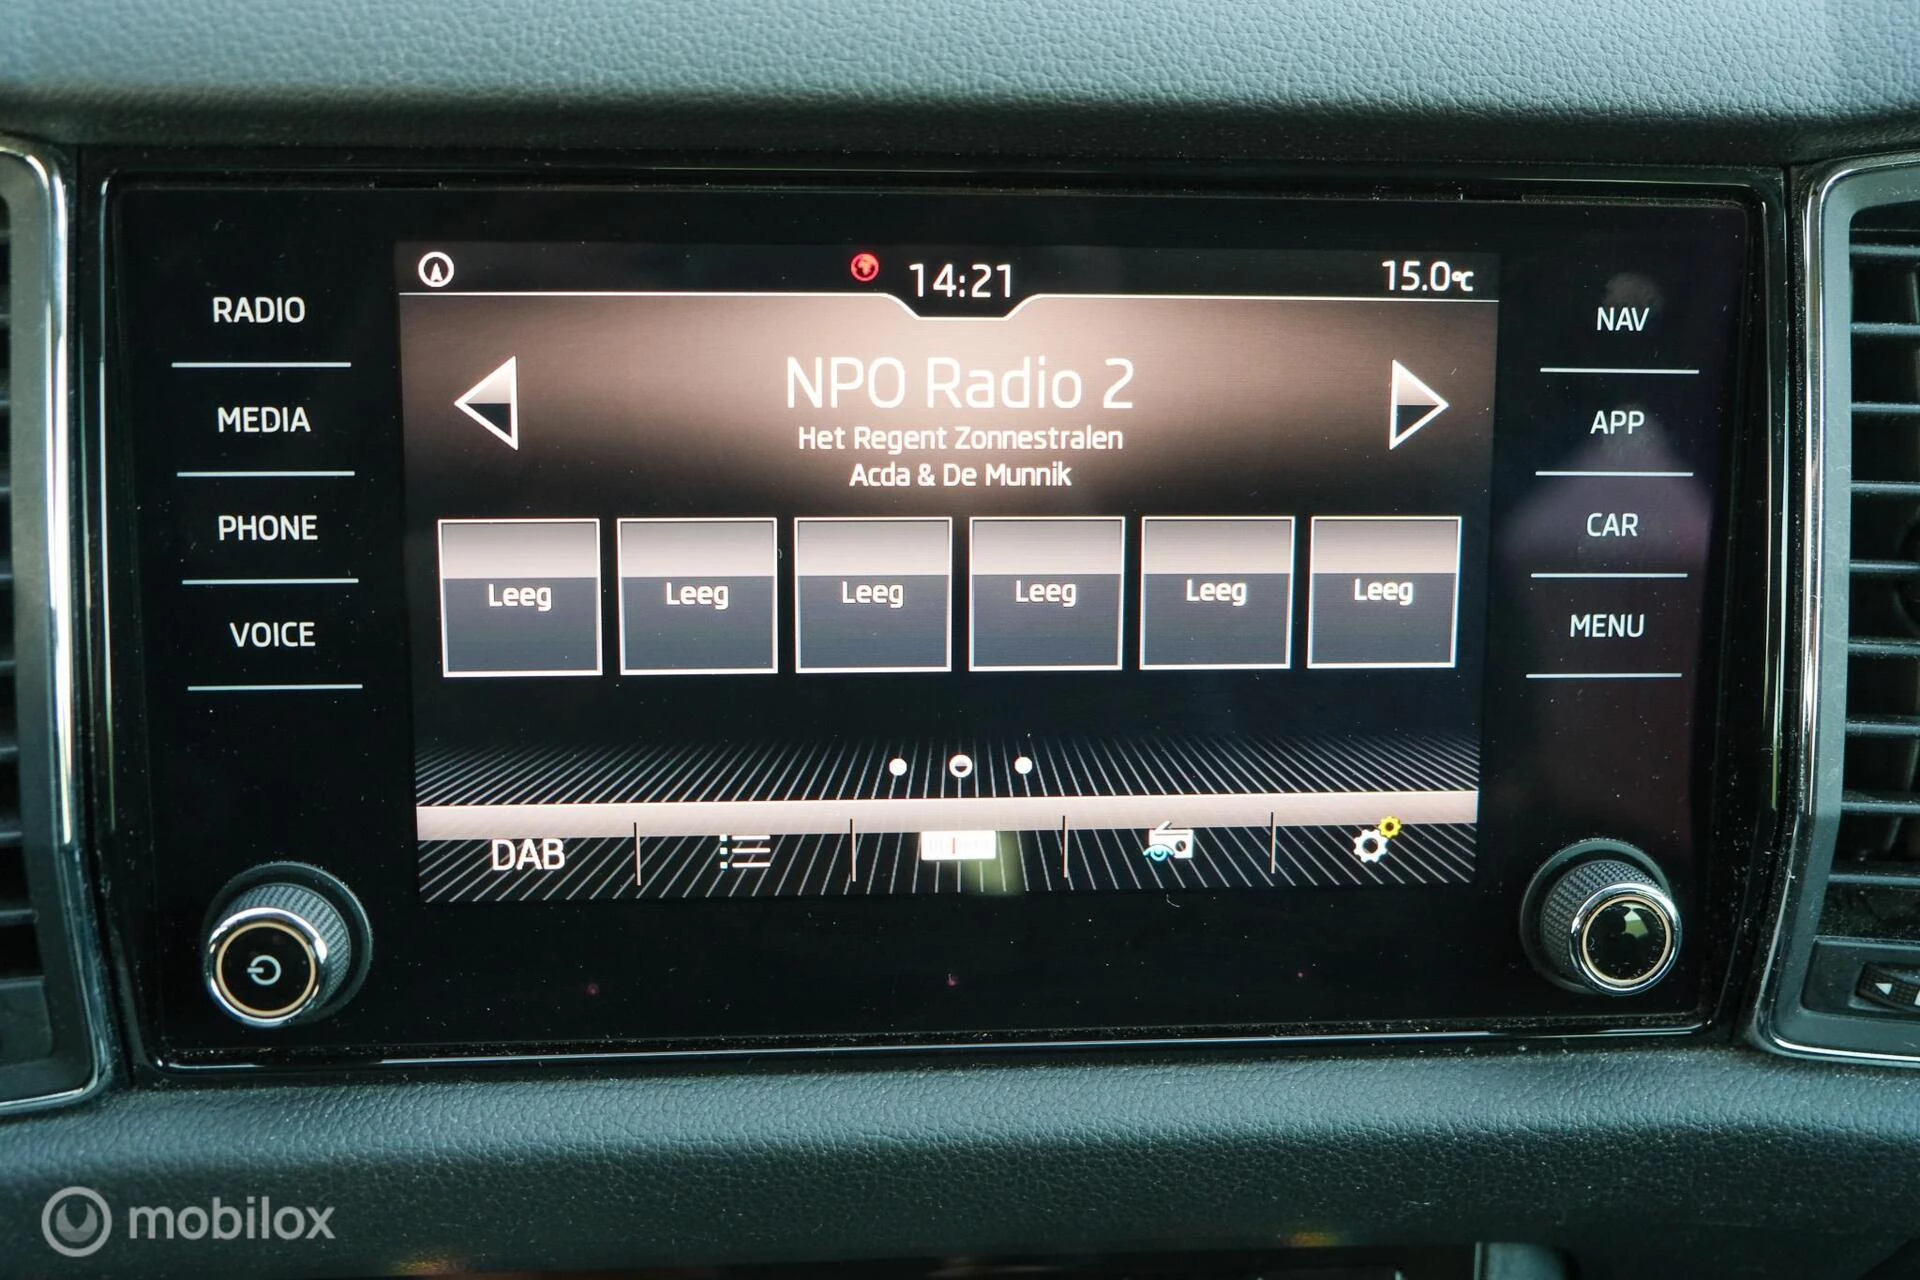 14:21
15.0°C
RADIO
MEDIA
PHONE
VOICE
NPO Radio 2
Het Regent Zonnestralen
Acda & De Munnik
Leeg Leeg Leeg Leeg Leeg Leeg
DAB
NAV
APP
CAR
MENU
mobilox